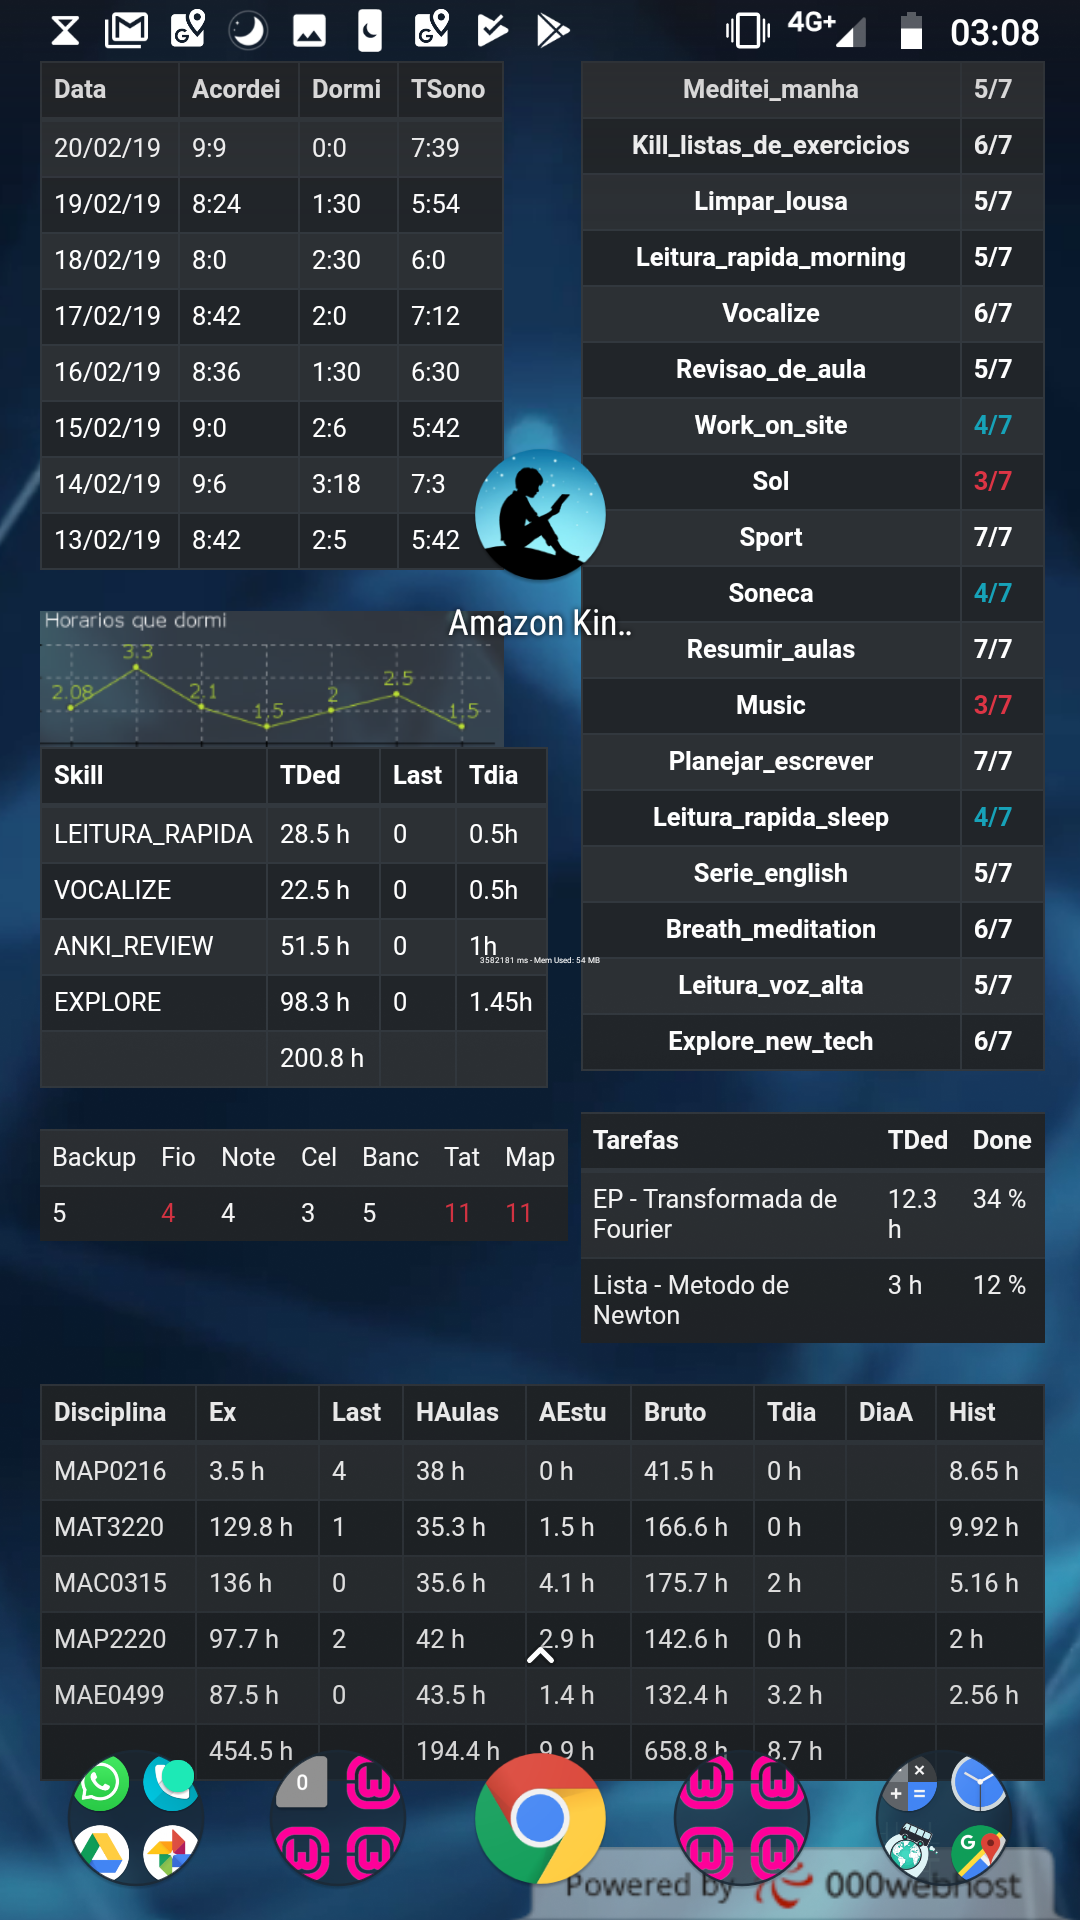 4G+ 03:08
Data Acordei Dormi TSono
20/02/19 9:9 0:0 7:39
19/02/19 8:24 1:30 5:54
18/02/19 8:0 2:30 6:0
17/02/19 8:42 2:0 7:12
16/02/19 8:36 1:30 6:30
15/02/19 9:0 2:6 5:42
14/02/19 9:6 3:18 7:3
13/02/19 8:42 2:5 5:42
Meditei_manha 5/7
Kill_listas_de_exercicios 6/7
Limpar_lousa 5/7
Leitura_rapida_morning 5/7
Vocalize 6/7
Revisao_de_aula 5/7
Work_on_site 4/7
Sol 3/7
Sport 7/7
Soneca 4/7
Resumir_aulas 7/7
Music 3/7
Planejar_escrever 7/7
Leitura_rapida_sleep 4/7
Serie_english 5/7
Breath_meditation 6/7
Leitura_voz_alta 5/7
Explore_new_tech 6/7
Amazon Kin..
Horarios que dormi
2.08 3.3 2.1 1.5 2 2.5 1.5
Skill TDed Last Tdia
LEITURA_RAPIDA 28.5 h 0 0.5h
VOCALIZE 22.5 h 0 0.5h
ANKI_REVIEW 51.5 h 0 1h
3582181 ms - Mem Used: 54 MB
EXPLORE 98.3 h 0 1.45h
200.8 h
Backup Fio Note Cel Banc Tat Map
5 4 4 3 5 11 11
Tarefas TDed Done
EP - Transformada de Fourier 12.3 h 34 %
Lista - Metodo de Newton 3 h 12 %
Disciplina Ex Last HAulas AEstu Bruto Tdia DiaA Hist
MAP0216 3.5 h 4 38 h 0 h 41.5 h 0 h 8.65 h
MAT3220 129.8 h 1 35.3 h 1.5 h 166.6 h 0 h 9.92 h
MAC0315 136 h 0 35.6 h 4.1 h 175.7 h 2 h 5.16 h
MAP2220 97.7 h 2 42 h 2.9 h 142.6 h 0 h 2 h
MAE0499 87.5 h 0 43.5 h 1.4 h 132.4 h 3.2 h 2.56 h
454.5 h 194.4 h 9.9 h 658.8 h 8.7 h
0
Powered by 000webhost